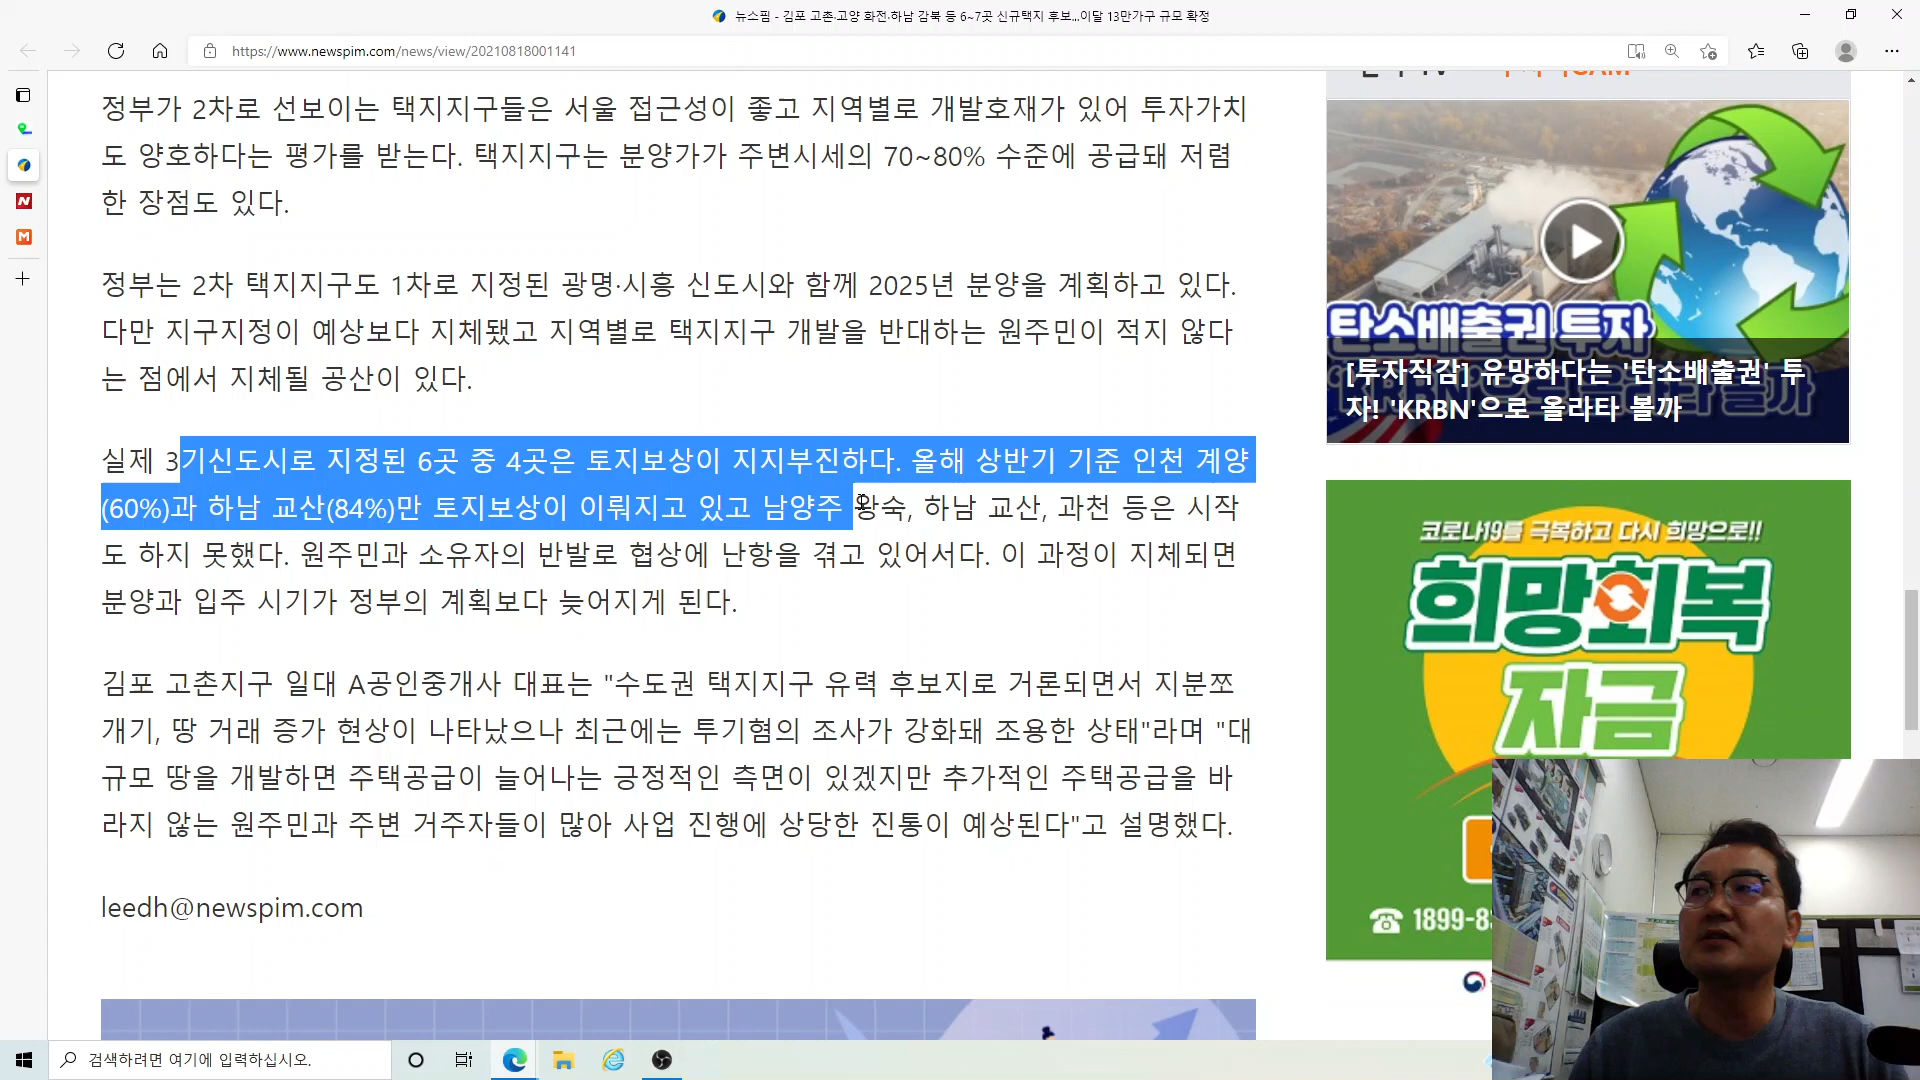 뉴스핌 - 김포 고촌·고양 화전·하남 감북 등 6~7곳 신규택지 후보...이달 13만가구 규모 확정
https://www.newspim.com/news/view/20210818001141
정부가 2차로 선보이는 택지지구들은 서울 접근성이 좋고 지역별로 개발호재가 있어 투자가치
도 양호하다는 평가를 받는다. 택지지구는 분양가가 주변시세의 70~80% 수준에 공급돼 저렴
한 장점도 있다.
정부는 2차 택지지구도 1차로 지정된 광명·시흥 신도시와 함께 2025년 분양을 계획하고 있다.
다만 지구지정이 예상보다 지체됐고 지역별로 택지지구 개발을 반대하는 원주민이 적지 않다
는 점에서 지체될 공산이 있다.
실제 3기신도시로 지정된 6곳 중 4곳은 토지보상이 지지부진하다. 올해 상반기 기준 인천 계양
(60%)과 하남 교산(84%)만 토지보상이 이뤄지고 있고 남양주 왕숙, 하남 교산, 과천 등은 시작
도 하지 못했다. 원주민과 소유자의 반발로 협상에 난항을 겪고 있어서다. 이 과정이 지체되면
분양과 입주 시기가 정부의 계획보다 늦어지게 된다.
김포 고촌지구 일대 A공인중개사 대표는 "수도권 택지지구 유력 후보지로 거론되면서 지분쪼
개기, 땅 거래 증가 현상이 나타났으나 최근에는 투기혐의 조사가 강화돼 조용한 상태"라며 "대
규모 땅을 개발하면 주택공급이 늘어나는 긍정적인 측면이 있겠지만 추가적인 주택공급을 바
라지 않는 원주민과 주변 거주자들이 많아 사업 진행에 상당한 진통이 예상된다"고 설명했다.
leedh@newspim.com
탄소배출권 투자
[투자직감] 유망하다는 '탄소배출권' 투
자! 'KRBN'으로 올라타 볼까
코로나19를 극복하고 다시 희망으로!!
희망회복
자금
☎ 1899-8
검색하려면 여기에 입력하십시오.